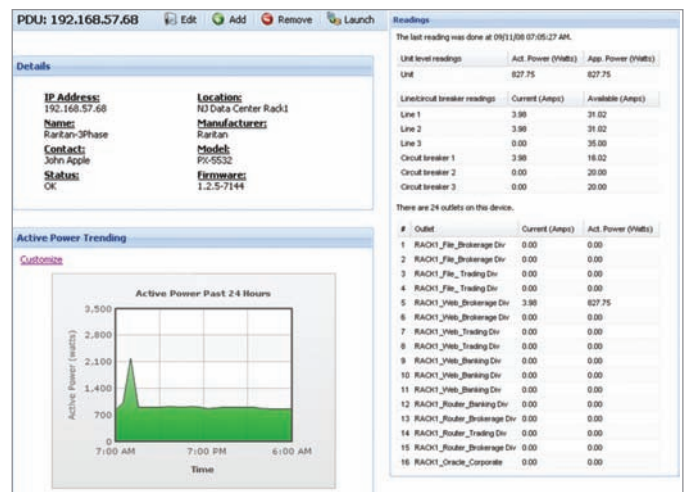 PDU: 192.168.57.68 Edit Add Remove Launch
Details
IP Address:
192.168.57.68
Name:
Raritan-3Phase
Contact:
John Apple
Status:
OK
Location:
NJ Data Center Rack1
Manufacturer:
Raritan
Model:
PX-5532
Firmware:
1.2.5-7144
Active Power Trending
Customize
Active Power Past 24 Hours
Active Power (watts)
3,500
2,800
2,100
1,400
700
0
7:00 AM 7:00 PM 6:00 AM
Time
Readings
The last reading was done at 09/11/08 07:05:27 AM.
Unit level readings Act. Power (Watts) App. Power (Watts)
Unit 827.75 827.75
Line/circuit breaker readings Current (Amps) Available (Amps)
Line 1 3.98 31.02
Line 2 3.98 31.02
Line 3 0.00 35.00
Circuit breaker 1 3.98 16.02
Circuit breaker 2 0.00 20.00
Circuit breaker 3 0.00 20.00
There are 24 outlets on this device.
# Outlet Current (Amps) Act. Power (Watts)
1 RACK1_File_Brokerage Div 0.00 0.00
2 RACK1_File_Brokerage Div 0.00 0.00
3 RACK1_File_ Trading Div 0.00 0.00
4 RACK1_File_ Trading Div 0.00 0.00
5 RACK1_Web_Brokerage Div 3.98 827.75
6 RACK1_Web_Brokerage Div 0.00 0.00
7 RACK1_Web_Trading Div 0.00 0.00
8 RACK1_Web_Trading Div 0.00 0.00
9 RACK1_Web_Banking Div 0.00 0.00
10 RACK1_Web_Banking Div 0.00 0.00
11 RACK1_Web_Banking Div 0.00 0.00
12 RACK1_Router_Banking Div 0.00 0.00
13 RACK1_Router_Brokerage Div 0.00 0.00
14 RACK1_Router_Trading Div 0.00 0.00
15 RACK1_Router_Brokerage Div 0.00 0.00
16 RACK1_Oracle_Corporate 0.00 0.00